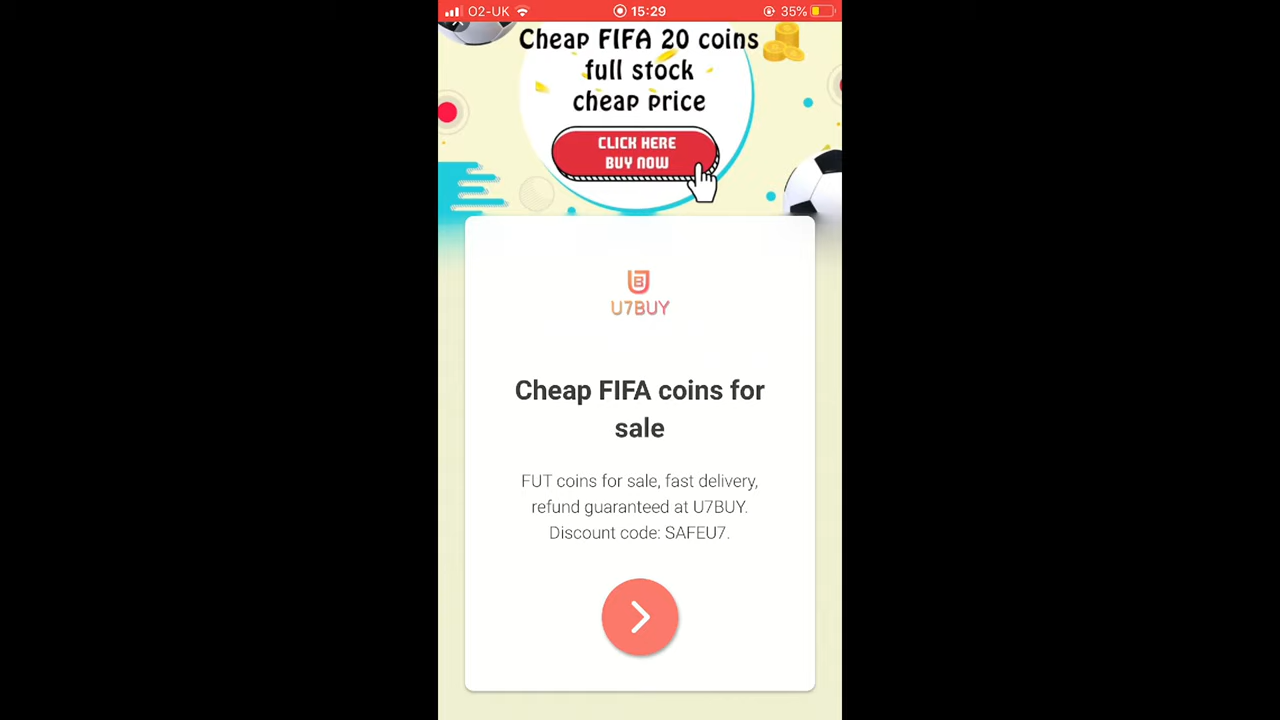 O2-UK
15:29
35%
Cheap FIFA 20 coins
full stock
cheap price
CLICK HERE
BUY NOW
U7BUY
Cheap FIFA coins for
sale
FUT coins for sale, fast delivery,
refund guaranteed at U7BUY.
Discount code: SAFEU7.